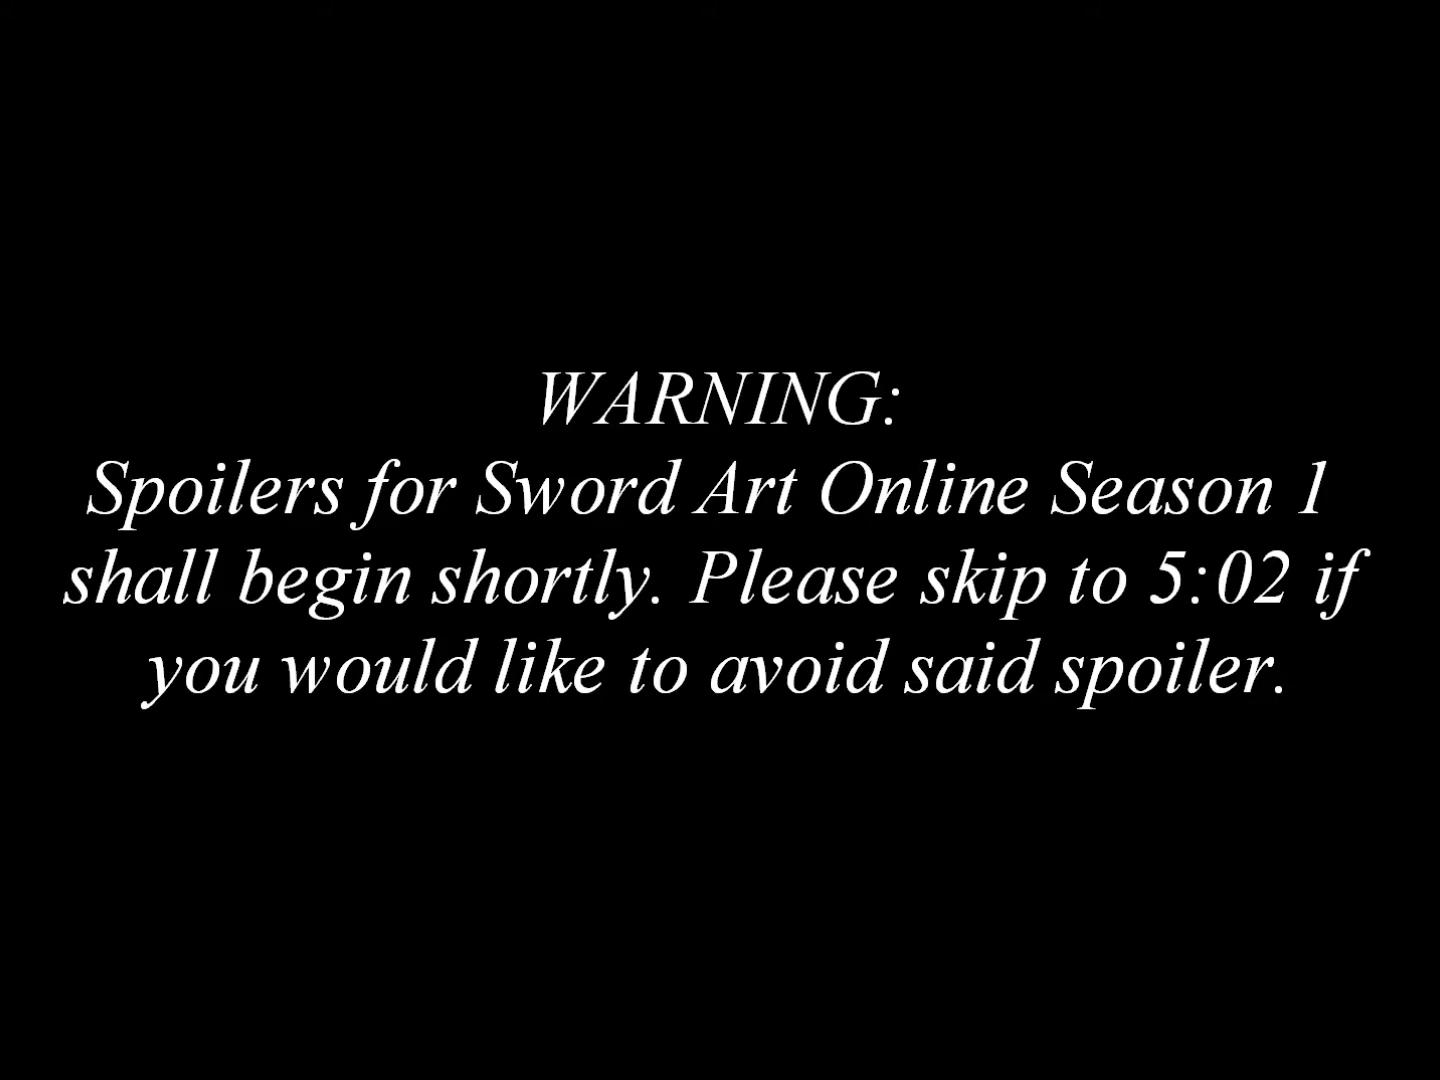 WARNING:
Spoilers for Sword Art Online Season 1
shall begin shortly. Please skip to 5:02 if
you would like to avoid said spoiler.